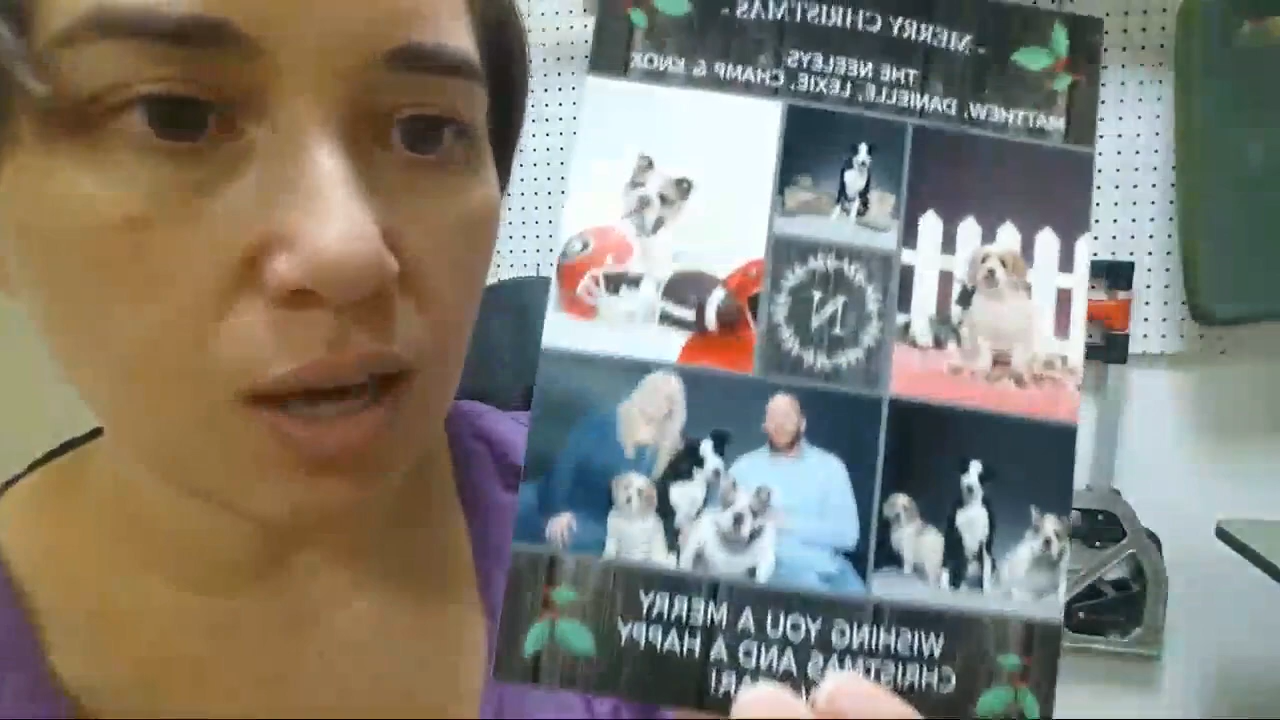 - MERRY CHRISTMAS -
THE NEELEYS
MATTHEW, DANIELLE, LEXIE, CHAMP & KNOX
N
WISHING YOU A MERRY
CHRISTMAS AND A HAPPY